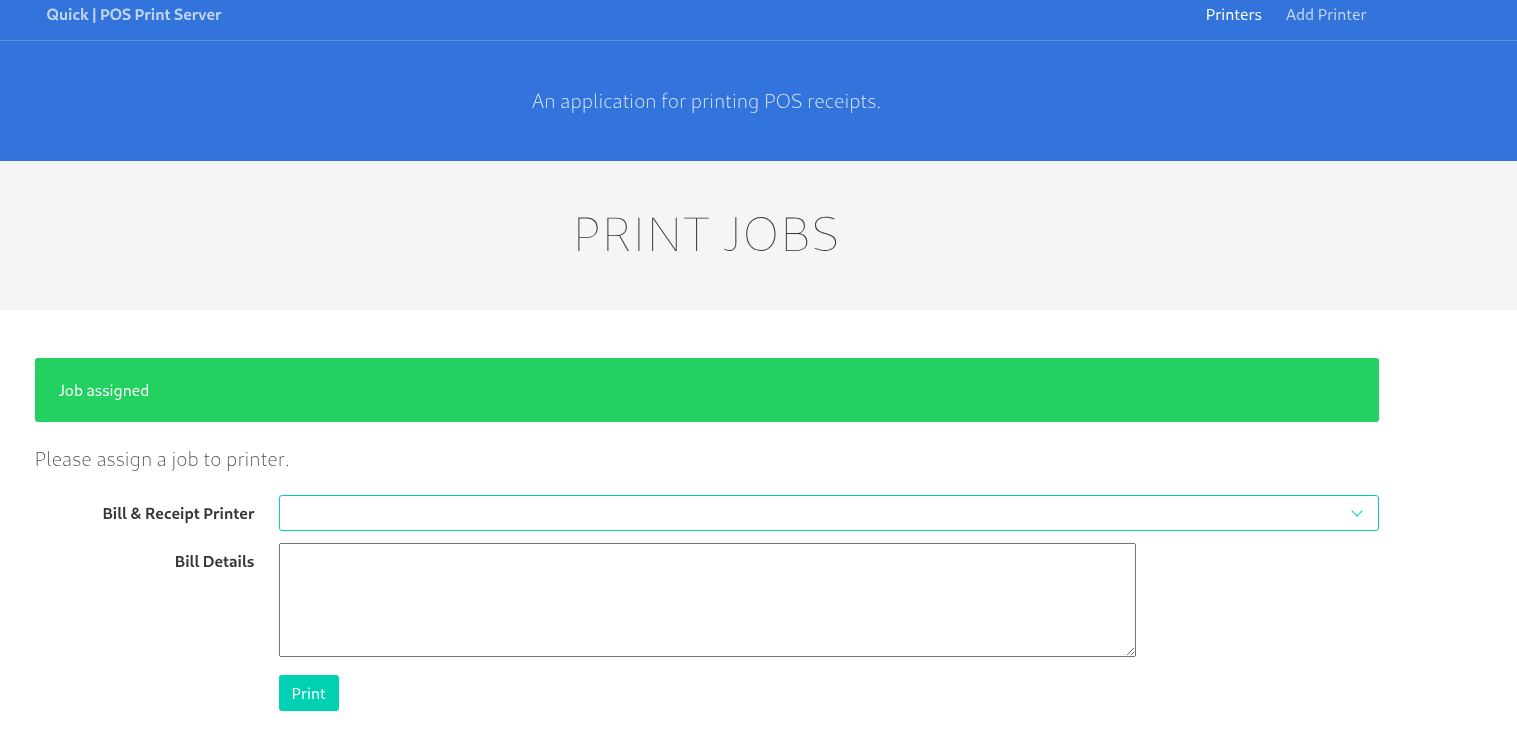 Quick | POS Print Server
Printers
Add Printer
An application for printing POS receipts.
PRINT JOBS
Job assigned
Please assign a job to printer.
Bill & Receipt Printer
Bill Details
Print